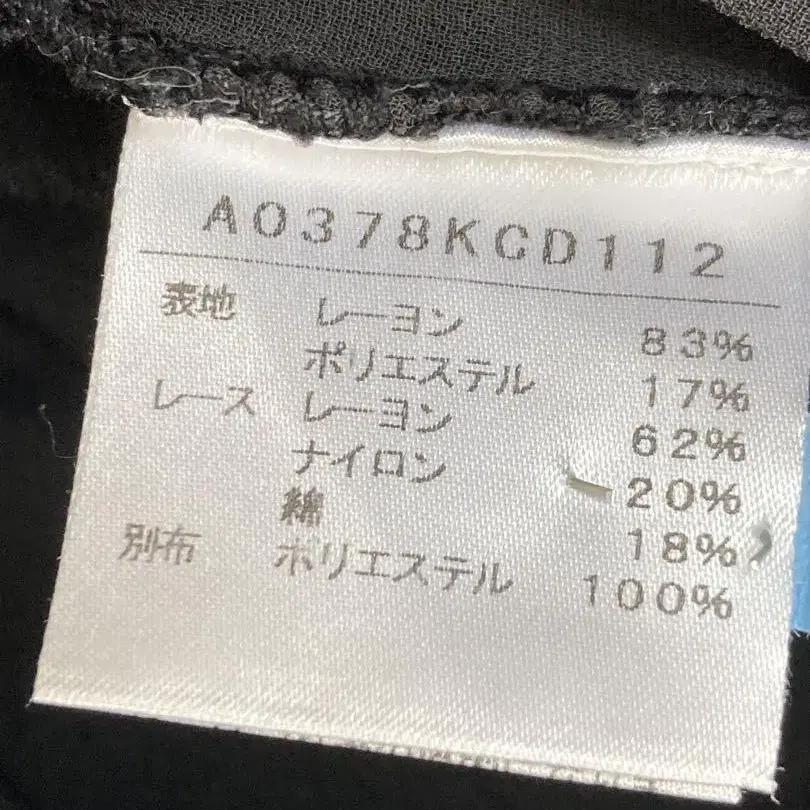 A0378KCD112
表地 レーヨン 83%
ポリエステル 17%
レース レーヨン 62%
ナイロン 20%
綿 18%
別布 ポリエステル 100%